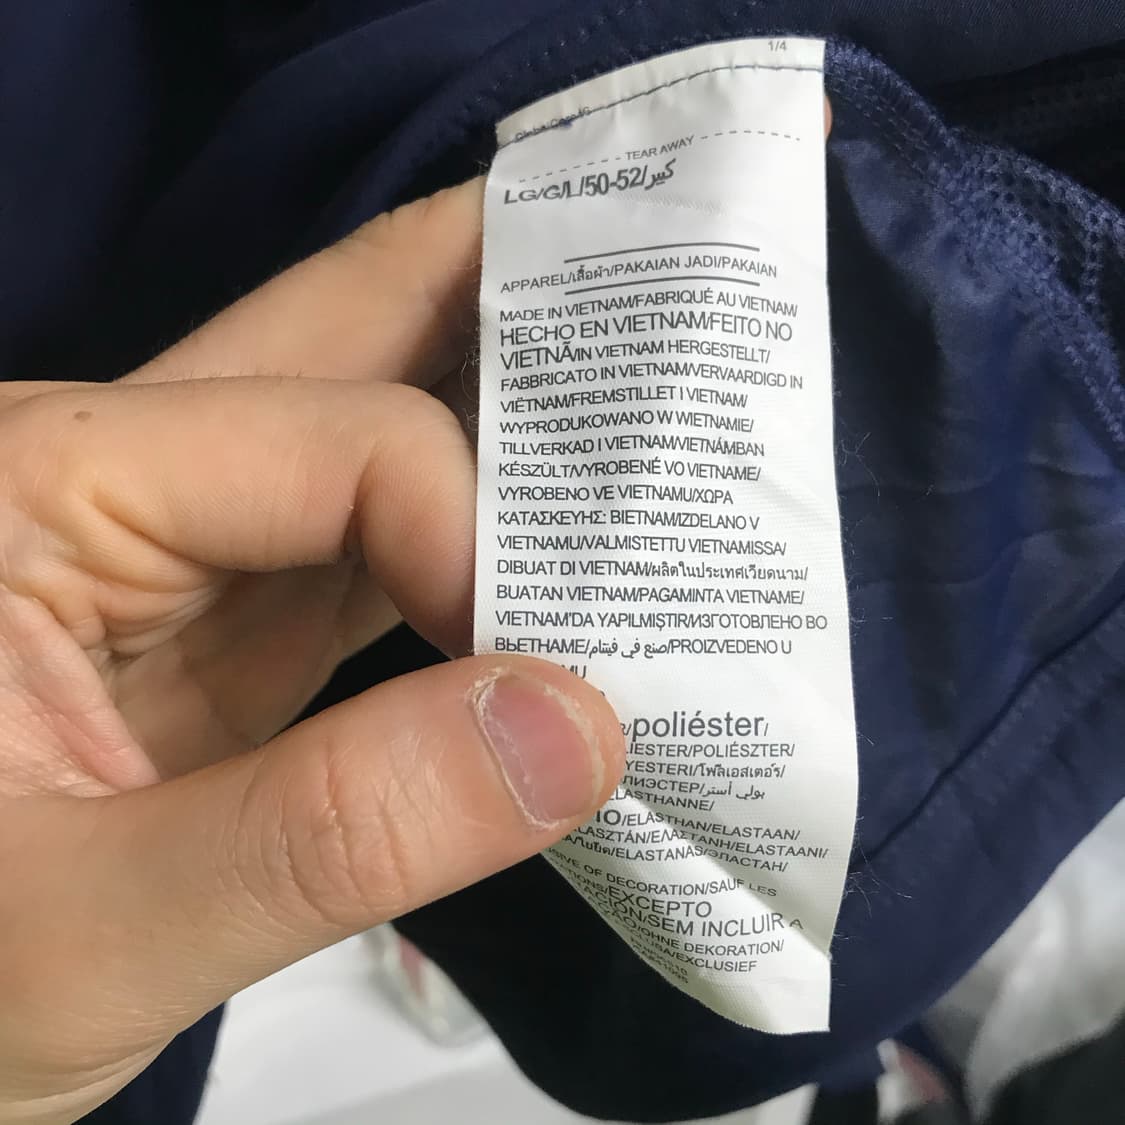 1/4
TEAR AWAY
LG/G/L/50-52/كبير
APPAREL/เสื้อผ้า/PAKAIAN JADI/PAKAIAN
MADE IN VIETNAM/FABRIQUÉ AU VIETNAM/
HECHO EN VIETNAM/FEITO NO
VIETNÃ/IN VIETNAM HERGESTELLT/
FABBRICATO IN VIETNAM/VERVAARDIGD IN
VIËTNAM/FREMSTILLET I VIETNAM/
WYPRODUKOWANO W WIETNAMIE/
TILLVERKAD I VIETNAM/VIETNÁMBAN
KÉSZÜLT/VYROBENÉ VO VIETNAME/
VYROBENO VE VIETNAMU/ΧΩΡΑ
ΚΑΤΑΣΚΕΥΗΣ: ΒΙΕΤΝΑΜ/IZDELANO V
VIETNAMU/VALMISTETTU VIETNAMISSA/
DIBUAT DI VIETNAM/ผลิตในประเทศเวียดนาม/
BUATAN VIETNAM/PAGAMINTA VIETNAME/
VIETNAM'DA YAPILMIŞTIR/ИЗГОТОВЛЕНО ВО
ВЬЕТНАМЕ/صنع في فيتنام/PROIZVEDENO U
/poliéster/
/POLIÉSZTER/
/โพลีเอสเตอร์/
/بولي أستر/
/ELASTHAN/ELASTAAN/
/ΕΛΑΣΤΑΝΗ/ELASTAANI/
/ELASTANAS/ЭЛАСТАН/
OF DECORATION/SAUF LES
/EXCEPTO
/SEM INCLUIR A
/OHNE DEKORATION/
/EXCLUSIEF